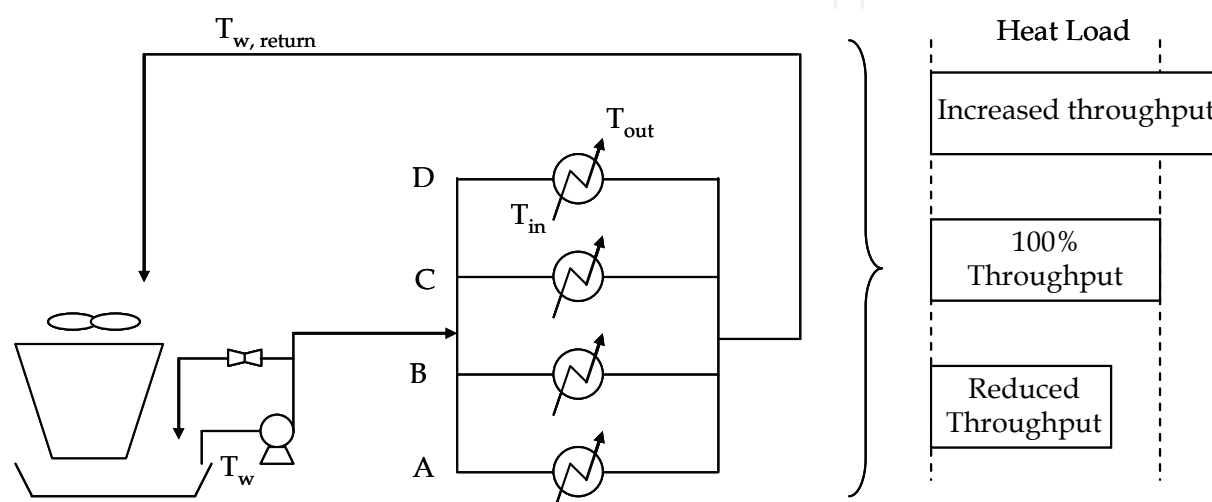 T_w, return
Heat Load
Increased throughput
T_out
D
T_in
100%
Throughput
C
B
Reduced
Throughput
A
T_w